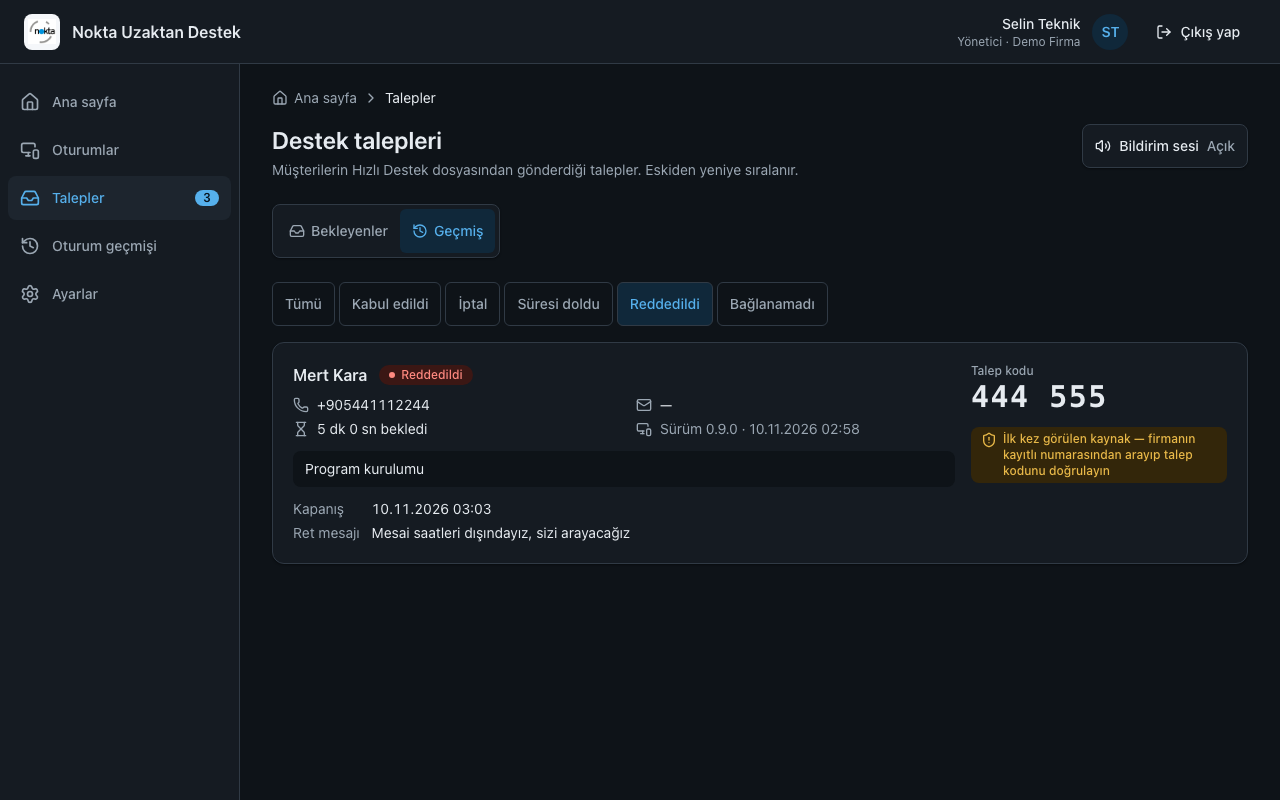 nokta
Nokta Uzaktan Destek
Selin Teknik
Yönetici · Demo Firma
ST
Çıkış yap
Ana sayfa
Oturumlar
Talepler
3
Oturum geçmişi
Ayarlar
Ana sayfa
Talepler
Destek talepleri
Müşterilerin Hızlı Destek dosyasından gönderdiği talepler. Eskiden yeniye sıralanır.
Bildirim sesi Açık
Bekleyenler
Geçmiş
Tümü
Kabul edildi
İptal
Süresi doldu
Reddedildi
Bağlanamadı
Mert Kara
Reddedildi
+905441112244
—
5 dk 0 sn bekledi
Sürüm 0.9.0 · 10.11.2026 02:58
Program kurulumu
Kapanış 10.11.2026 03:03
Ret mesajı Mesai saatleri dışındayız, sizi arayacağız
Talep kodu
444 555
İlk kez görülen kaynak — firmanın
kayıtlı numarasından arayıp talep
kodunu doğrulayın